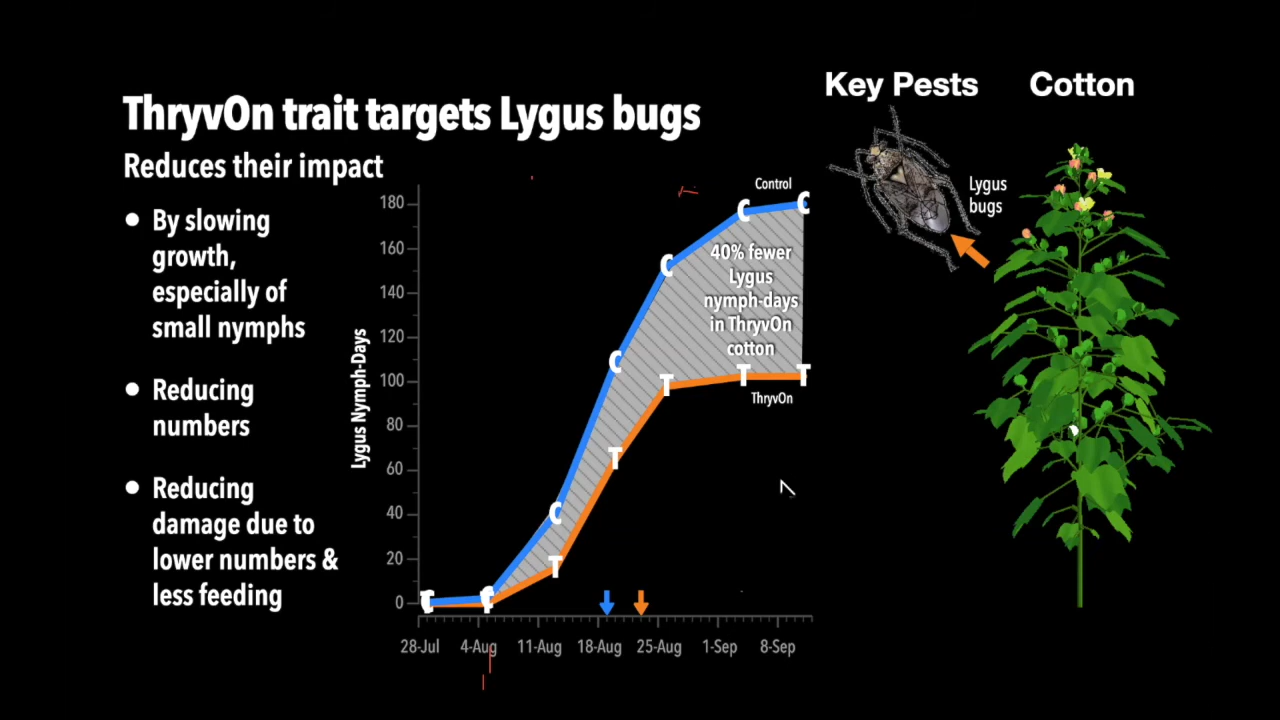 Key Pests
Cotton
ThryvOn trait targets Lygus bugs
Reduces their impact
• By slowing
growth,
especially of
small nymphs
• Reducing
numbers
• Reducing
damage due to
lower numbers &
less feeding
Lygus
bugs
Control
40% fewer
Lygus
nymph-days
in ThryvOn
cotton
ThryvOn
Lygus Nymph-Days
180
160
140
120
100
80
60
40
20
0
C C C C C C C
T T T T T T T
28-Jul 4-Aug 11-Aug 18-Aug 25-Aug 1-Sep 8-Sep